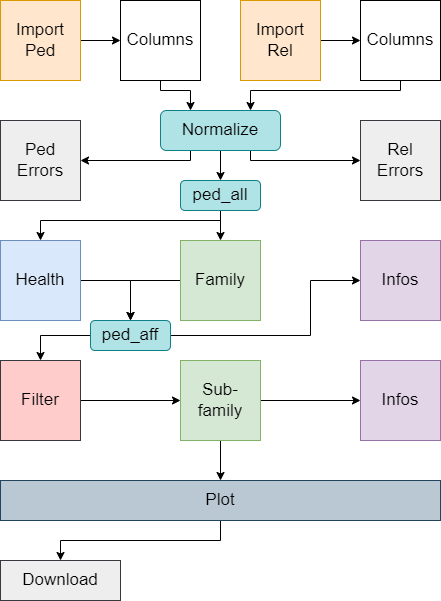 Import
Ped
Columns
Import
Rel
Columns
Normalize
Ped
Errors
Rel
Errors
ped_all
Health
Family
Infos
ped_aff
Filter
Sub-
family
Infos
Plot
Download